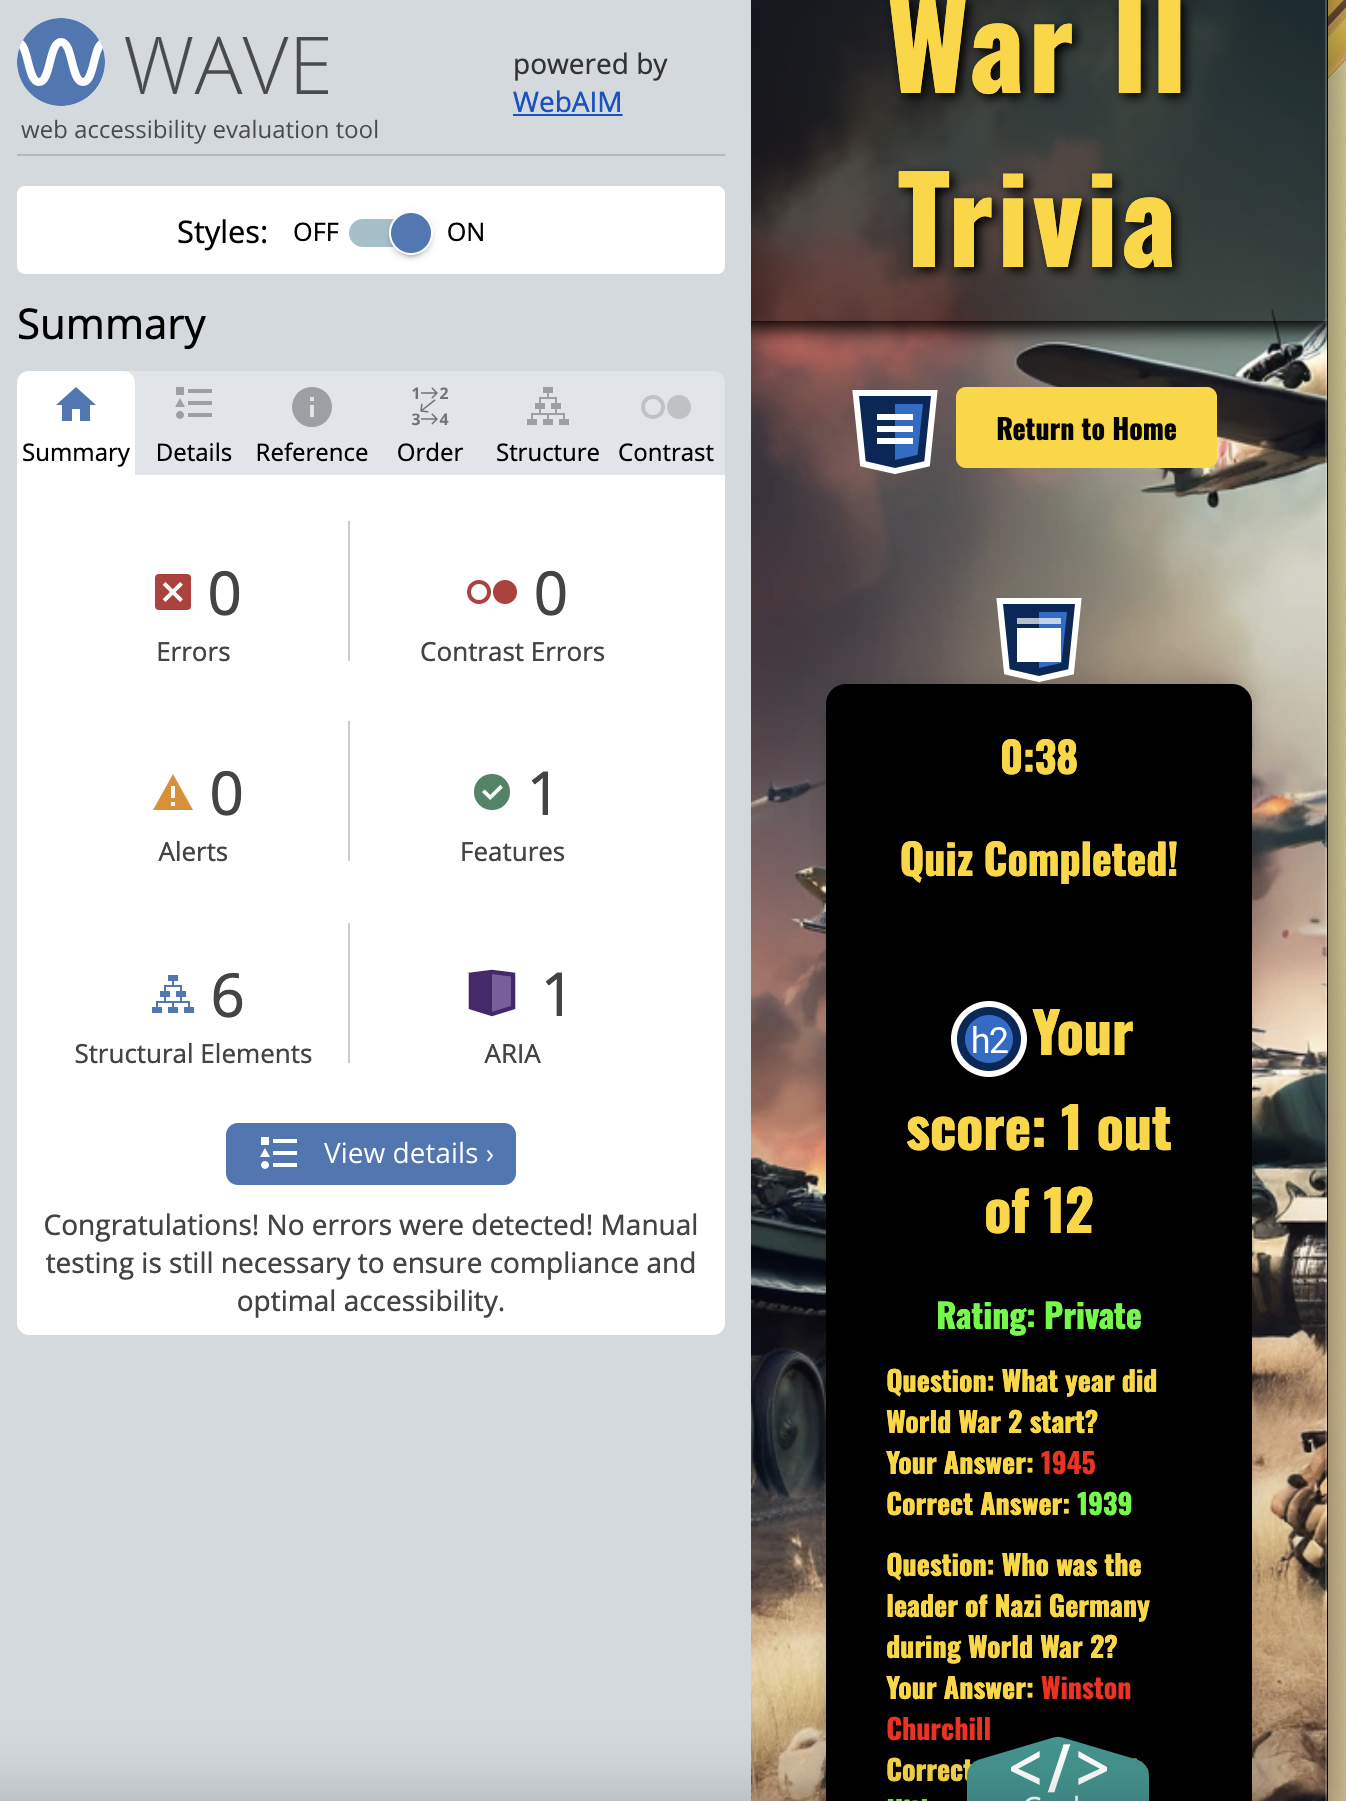 WAVE
web accessibility evaluation tool
powered by
WebAIM
Styles: OFF ON
Summary
Summary Details Reference Order Structure Contrast
1→2
3→4
0
Errors
0
Contrast Errors
0
Alerts
1
Features
6
Structural Elements
1
ARIA
View details ›
Congratulations! No errors were detected! Manual
testing is still necessary to ensure compliance and
optimal accessibility.
War II
Trivia
Return to Home
0:38
Quiz Completed!
h2 Your
score: 1 out
of 12
Rating: Private
Question: What year did
World War 2 start?
Your Answer: 1945
Correct Answer: 1939
Question: Who was the
leader of Nazi Germany
during World War 2?
Your Answer: Winston
Churchill
Correct
</>